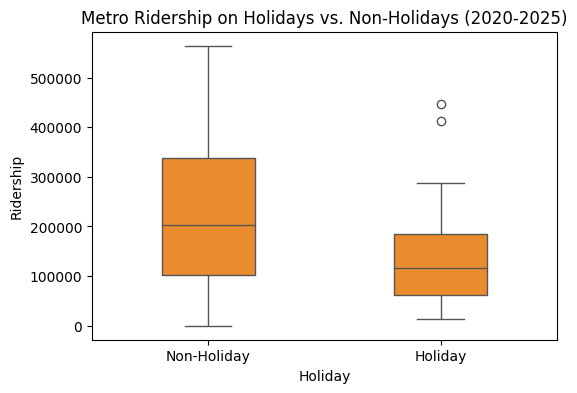 Metro Ridership on Holidays vs. Non-Holidays (2020-2025)
500000
400000
300000
200000
100000
0
Ridership
Non-Holiday
Holiday
Holiday